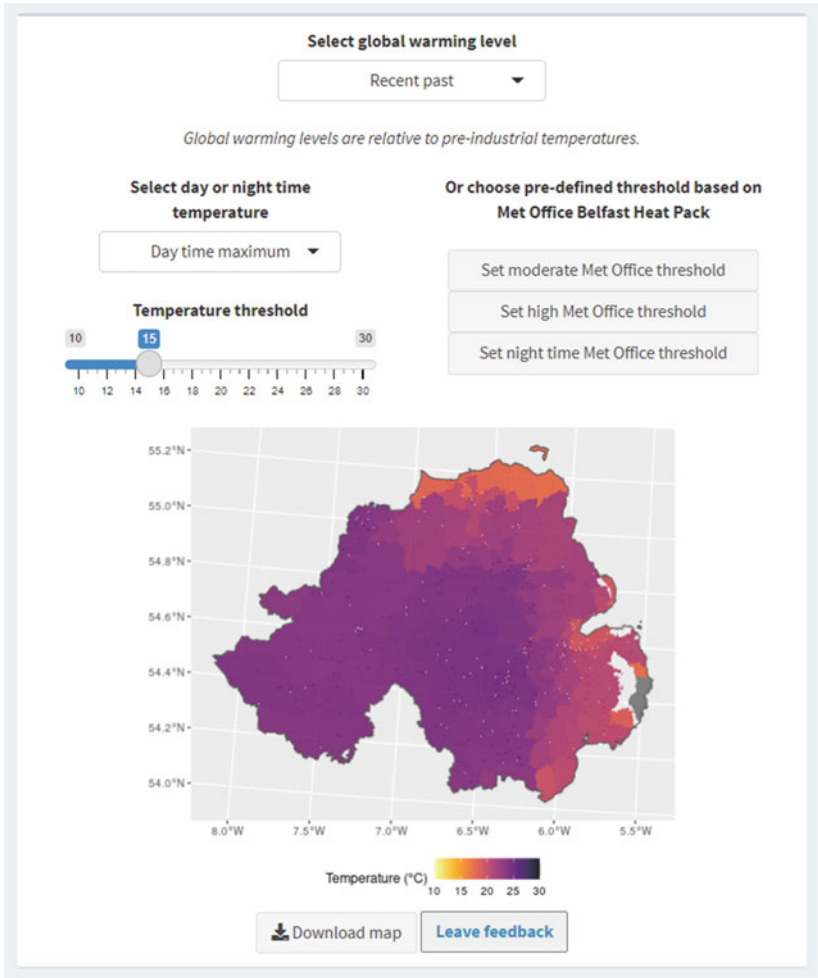 Select global warming level
Recent past
Global warming levels are relative to pre-industrial temperatures.
Select day or night time
temperature
Day time maximum
Temperature threshold
10 15 30
10 12 14 16 18 20 22 24 26 28 30
Or choose pre-defined threshold based on
Met Office Belfast Heat Pack
Set moderate Met Office threshold
Set high Met Office threshold
Set night time Met Office threshold
55.2°N
55.0°N
54.8°N
54.6°N
54.4°N
54.2°N
54.0°N
8.0°W 7.5°W 7.0°W 6.5°W 6.0°W 5.5°W
Temperature (°C)
10 15 20 25 30
Download map
Leave feedback